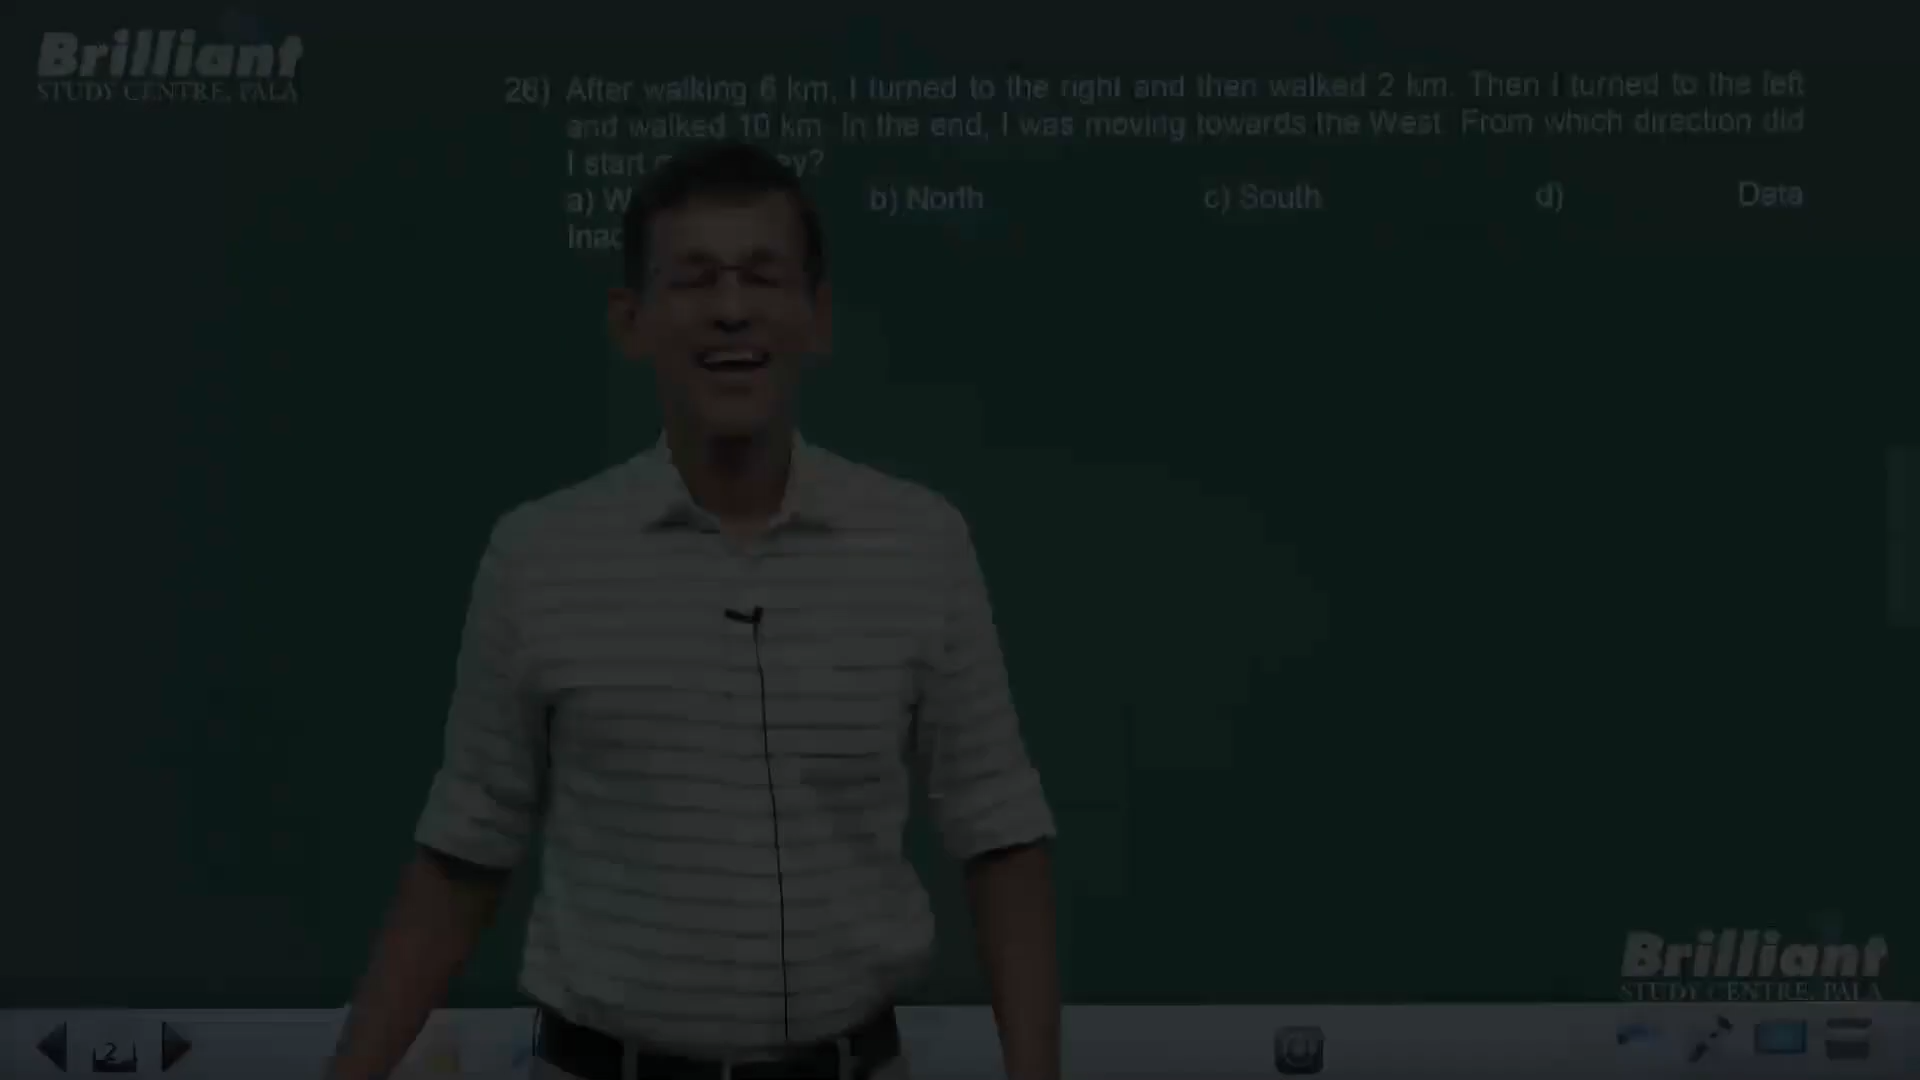 Brilliant
STUDY CENTRE, PALA
26) After walking 6 km, I turned to the right and then walked 2 km. Then I turned to the left
and walked 10 km. In the end, I was moving towards the West. From which direction did
I start
b) North c) South d) Data
Brilliant
STUDY CENTRE, PALA
2